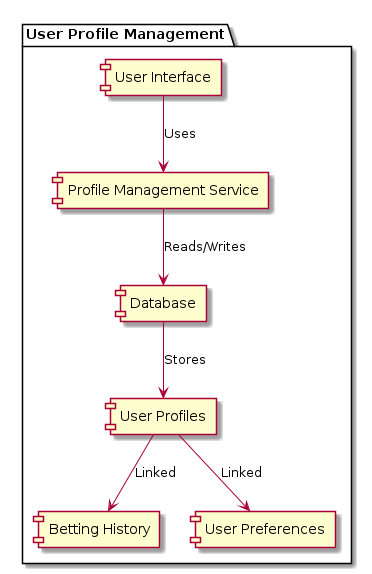 User Profile Management
User Interface
Uses
Profile Management Service
Reads/Writes
Database
Stores
User Profiles
Linked
Linked
Betting History
User Preferences